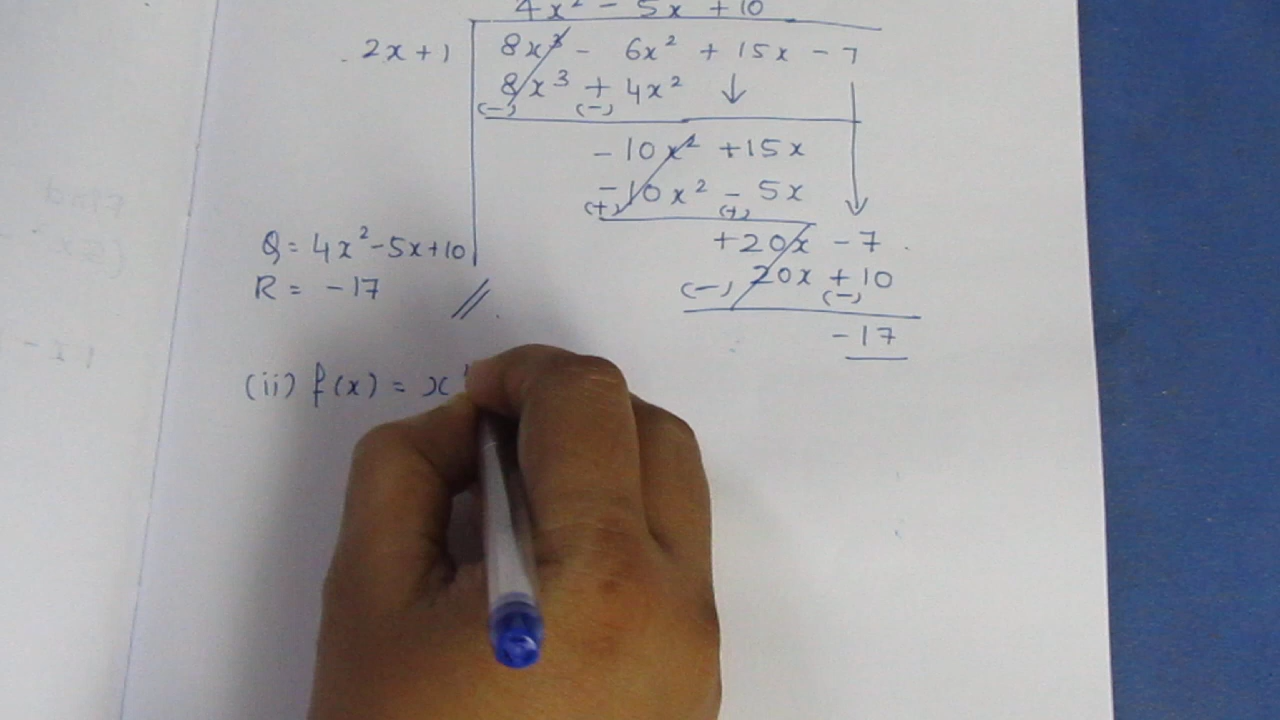 4x² - 5x + 10
2x + 1 8x³ - 6x² + 15x - 7
8x³ + 4x²
(-) (-)
- 10x² + 15x
- 10x² - 5x
(+) (+)
+ 20x - 7
20x + 10
(-) (-)
- 17
Q = 4x² - 5x + 10
R = - 17
(ii) f(x) = x